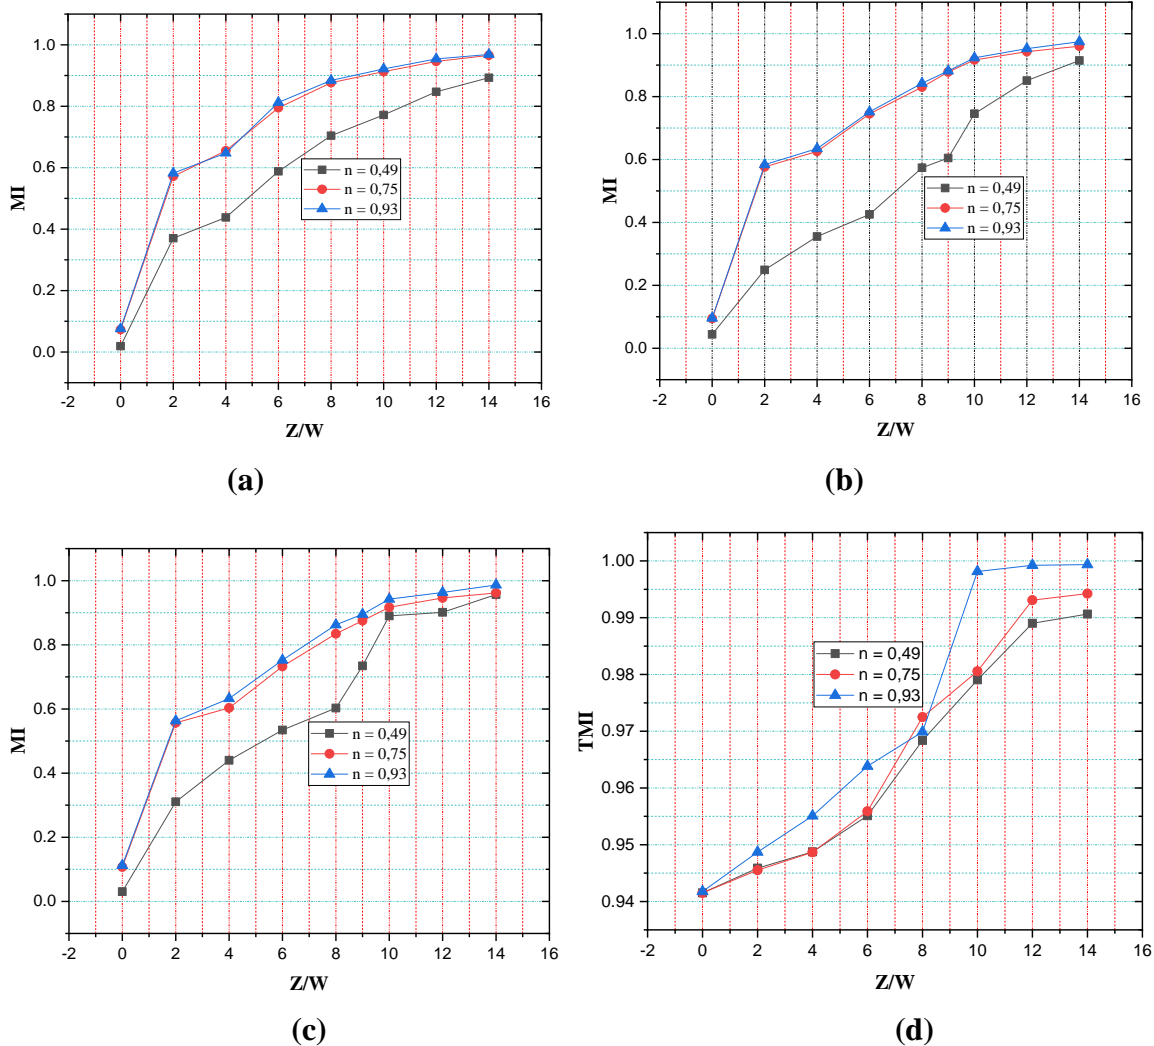 1.0
0.8
0.6
0.4
0.2
0.0
MI
n = 0,49
n = 0,75
n = 0,93
-2 0 2 4 6 8 10 12 14 16
Z/W
(a)
1.0
0.8
0.6
0.4
0.2
0.0
MI
n = 0,49
n = 0,75
n = 0,93
-2 0 2 4 6 8 10 12 14 16
Z/W
(b)
1.0
0.8
0.6
0.4
0.2
0.0
MI
n = 0,49
n = 0,75
n = 0,93
-2 0 2 4 6 8 10 12 14 16
Z/W
(c)
1.00
0.99
0.98
0.97
0.96
0.95
0.94
TMI
n = 0,49
n = 0,75
n = 0,93
-2 0 2 4 6 8 10 12 14 16
Z/W
(d)